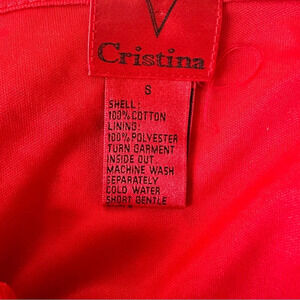 Cristina
S
SHELL:
100% COTTON
LINING:
100% POLYESTER
TURN GARMENT
INSIDE OUT
MACHINE WASH
SEPARATELY
COLD WATER
SHORT GENTLE